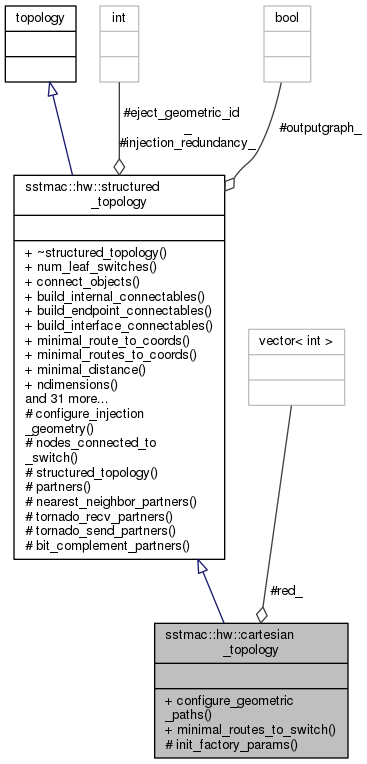 topology
int
bool
#eject_geometric_id
_
#injection_redundancy_
#outputgraph_
sstmac::hw::structured
_topology
+ ~structured_topology()
+ num_leaf_switches()
+ connect_objects()
+ build_internal_connectables()
+ build_endpoint_connectables()
+ build_interface_connectables()
+ minimal_route_to_coords()
+ minimal_routes_to_coords()
+ minimal_distance()
+ ndimensions()
and 31 more...
# configure_injection
_geometry()
# nodes_connected_to
_switch()
# structured_topology()
# partners()
# nearest_neighbor_partners()
# tornado_recv_partners()
# tornado_send_partners()
# bit_complement_partners()
vector< int >
#red_
sstmac::hw::cartesian
_topology
+ configure_geometric
_paths()
+ minimal_routes_to_switch()
# init_factory_params()